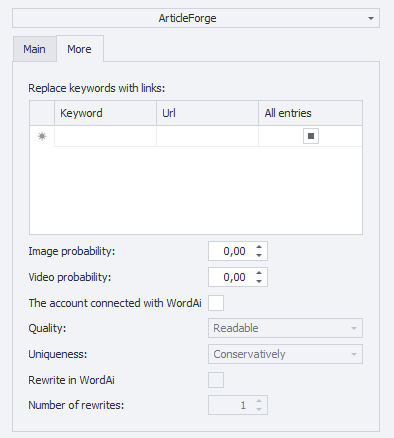 ArticleForge
Main More
Replace keywords with links:
Keyword Url All entries
Image probability: 0,00
Video probability: 0,00
The account connected with WordAi
Quality: Readable
Uniqueness: Conservatively
Rewrite in WordAi
Number of rewrites: 1